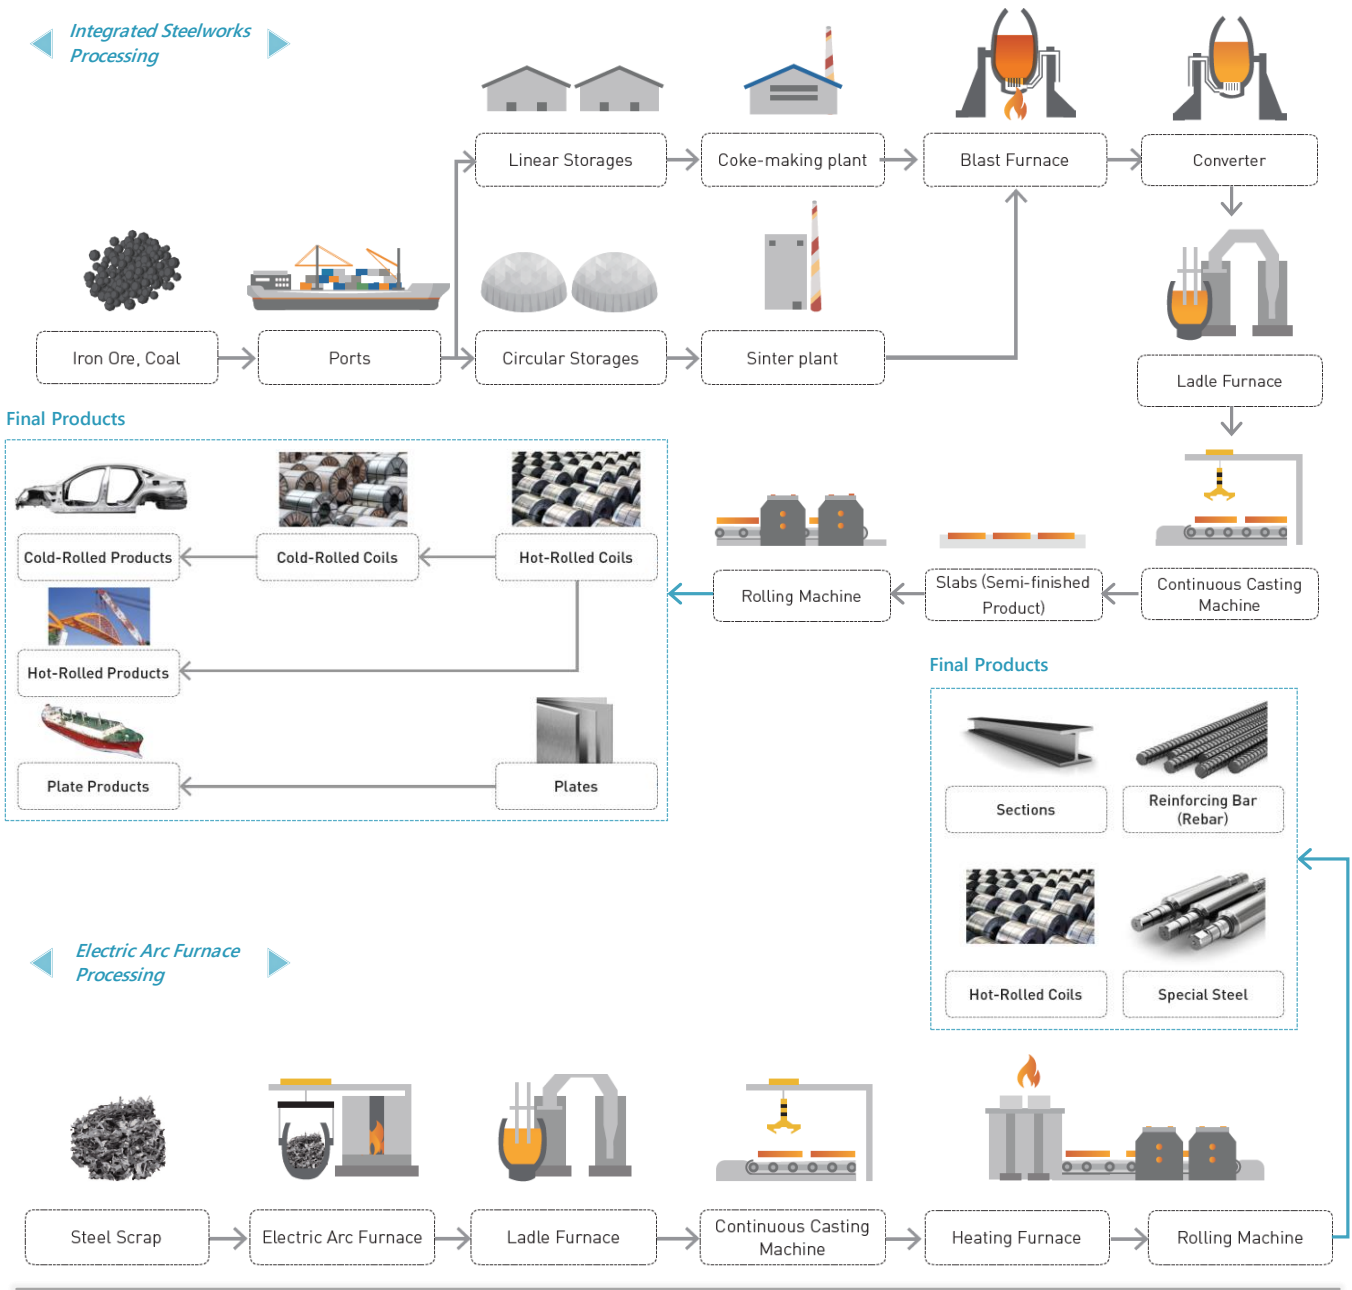 Integrated Steelworks
Processing
Linear Storages
Coke-making plant
Blast Furnace
Converter
Iron Ore, Coal
Ports
Circular Storages
Sinter plant
Ladle Furnace
Final Products
Cold-Rolled Products
Cold-Rolled Coils
Hot-Rolled Coils
Rolling Machine
Slabs (Semi-finished
Product)
Continuous Casting
Machine
Hot-Rolled Products
Plate Products
Plates
Final Products
Sections
Reinforcing Bar
(Rebar)
Hot-Rolled Coils
Special Steel
Electric Arc Furnace
Processing
Steel Scrap
Electric Arc Furnace
Ladle Furnace
Continuous Casting
Machine
Heating Furnace
Rolling Machine